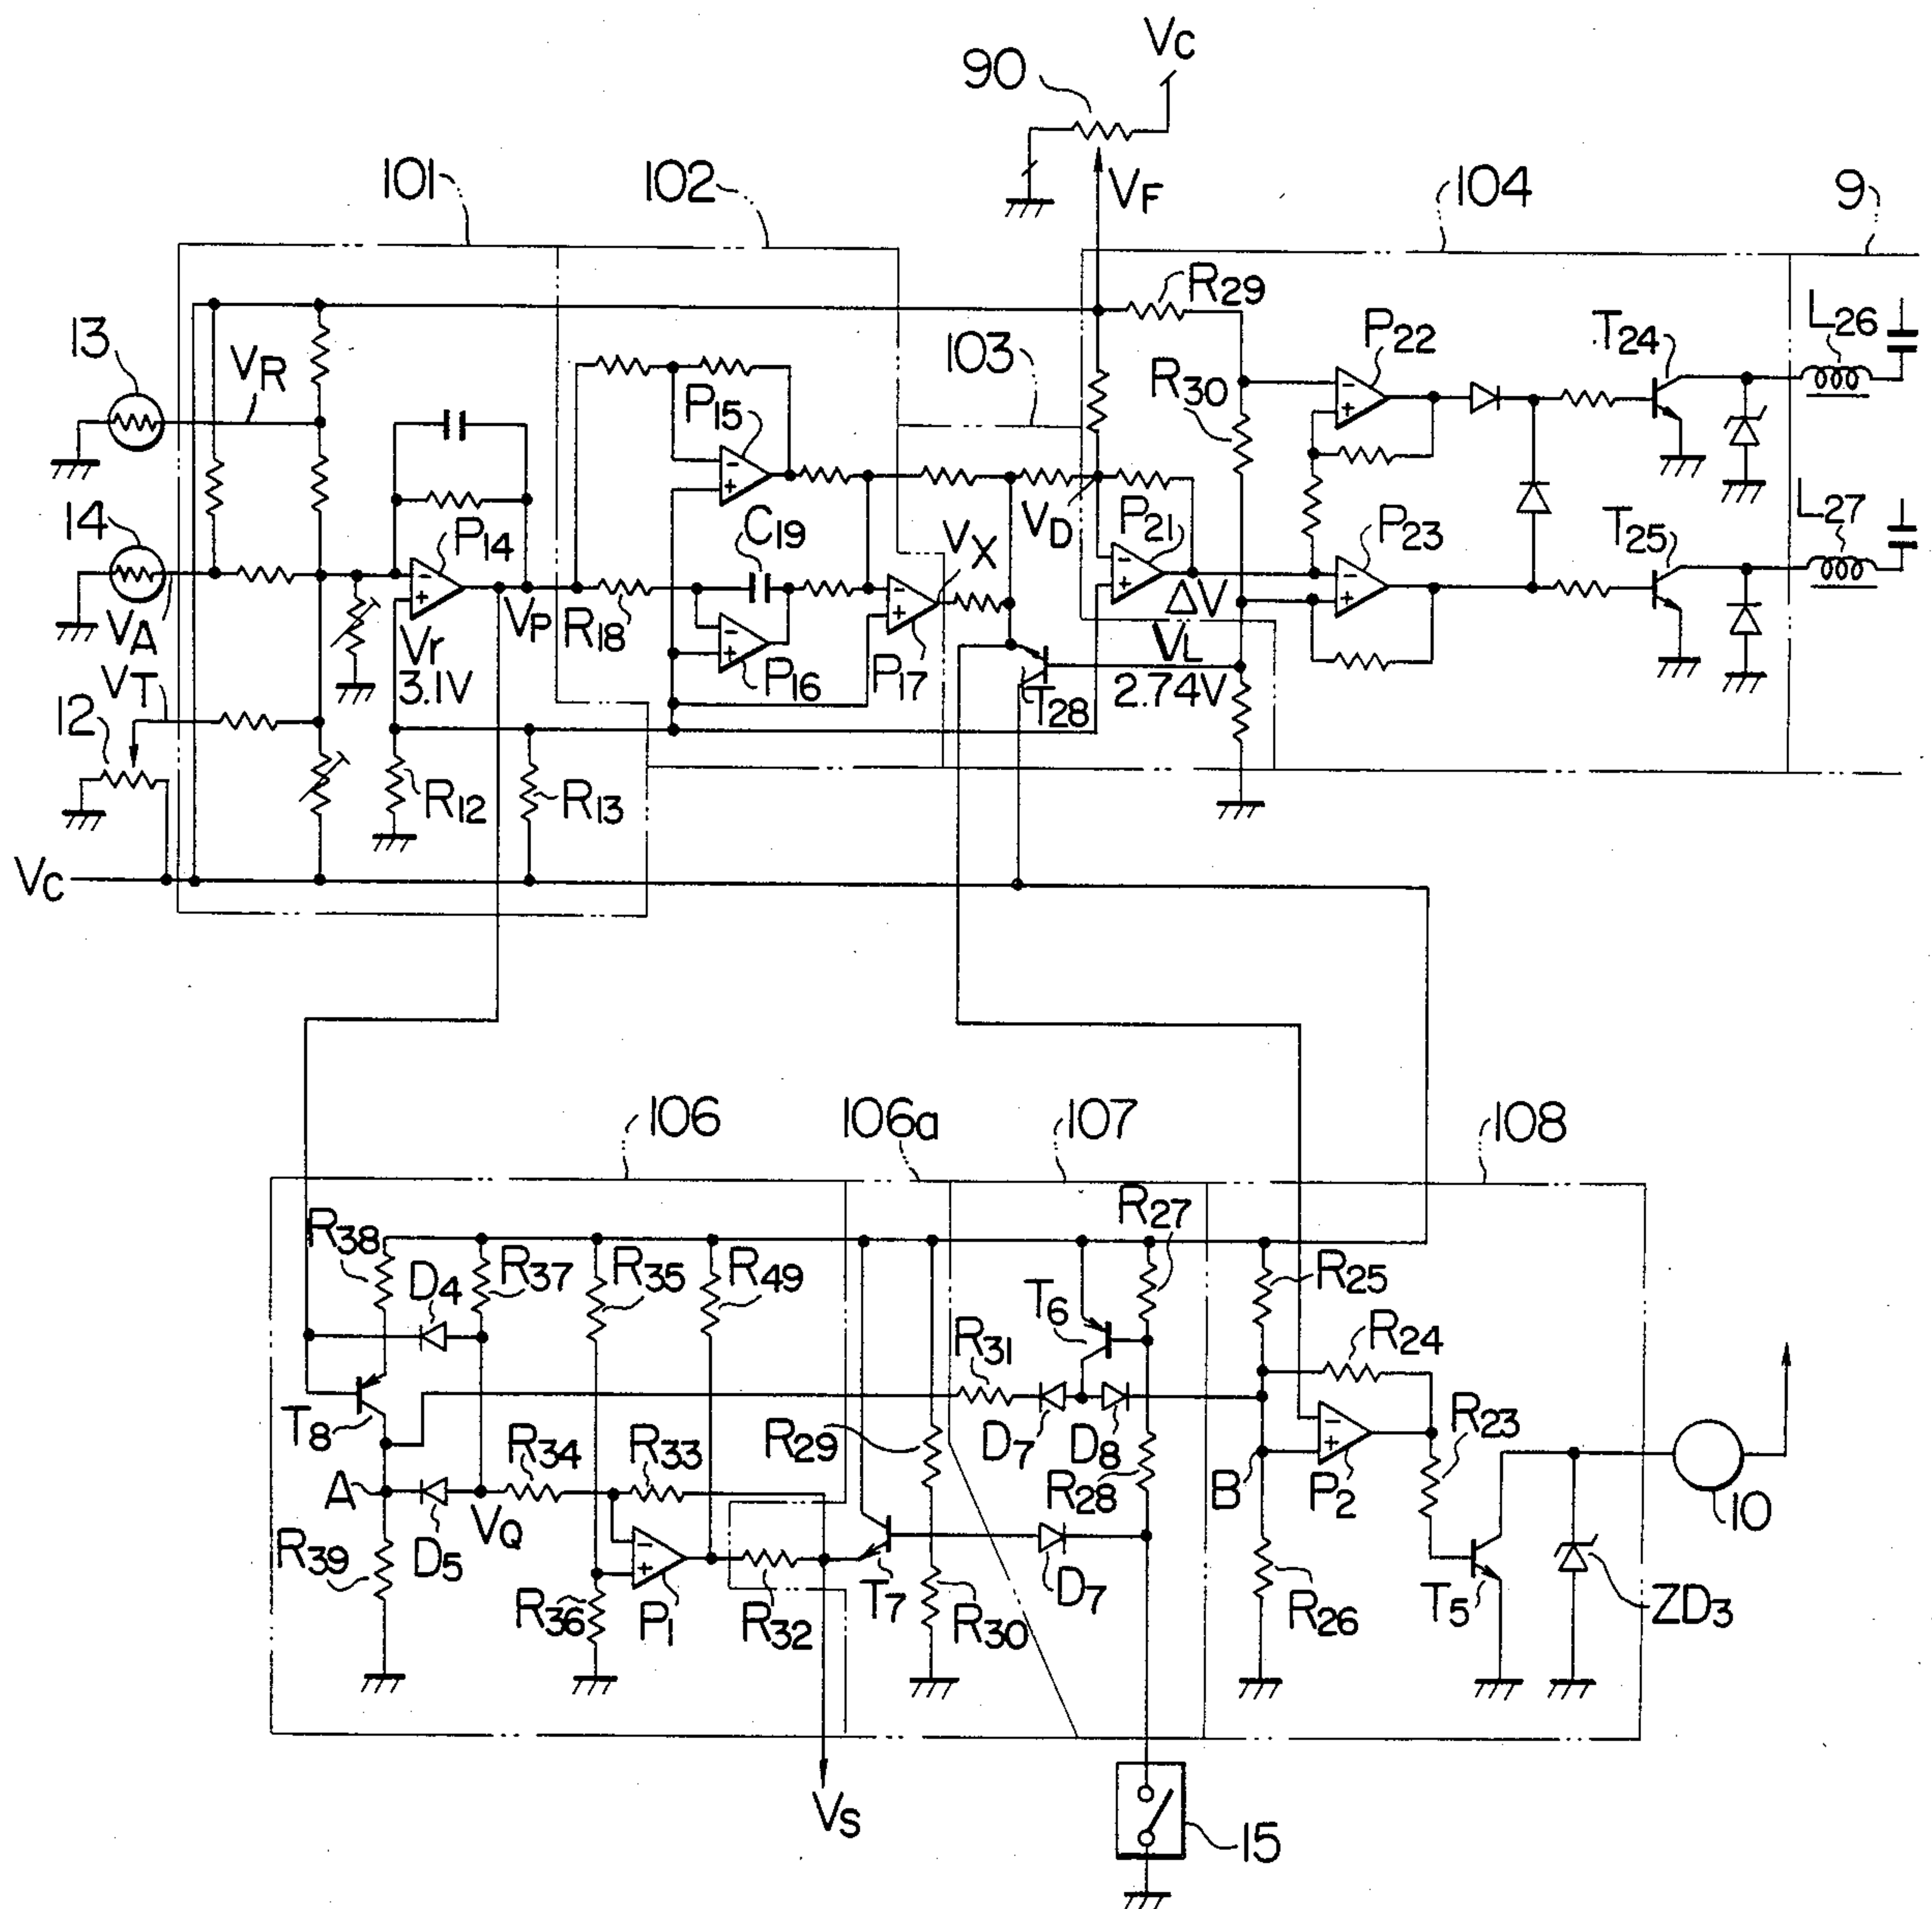 VC
90
101
102
VF
104
9
R29
13
VR
P22
T24
L26
103
R30
P15
14
P14
C19
VX
VD
P21
P23
T25
L27
VA
Vr
3.1V
VP
R18
P16
P17
ΔV
VL
2.74V
T28
VT
12
R12
R13
VC
106
106a
107
108
R38
D4
R37
R35
R49
R27
R25
T6
R31
R24
T8
R34
R33
R29
D7
D8
R23
A
VQ
R28
B
P2
10
R39
D5
R36
P1
R32
T7
R30
D7
R26
T5
ZD3
VS
15